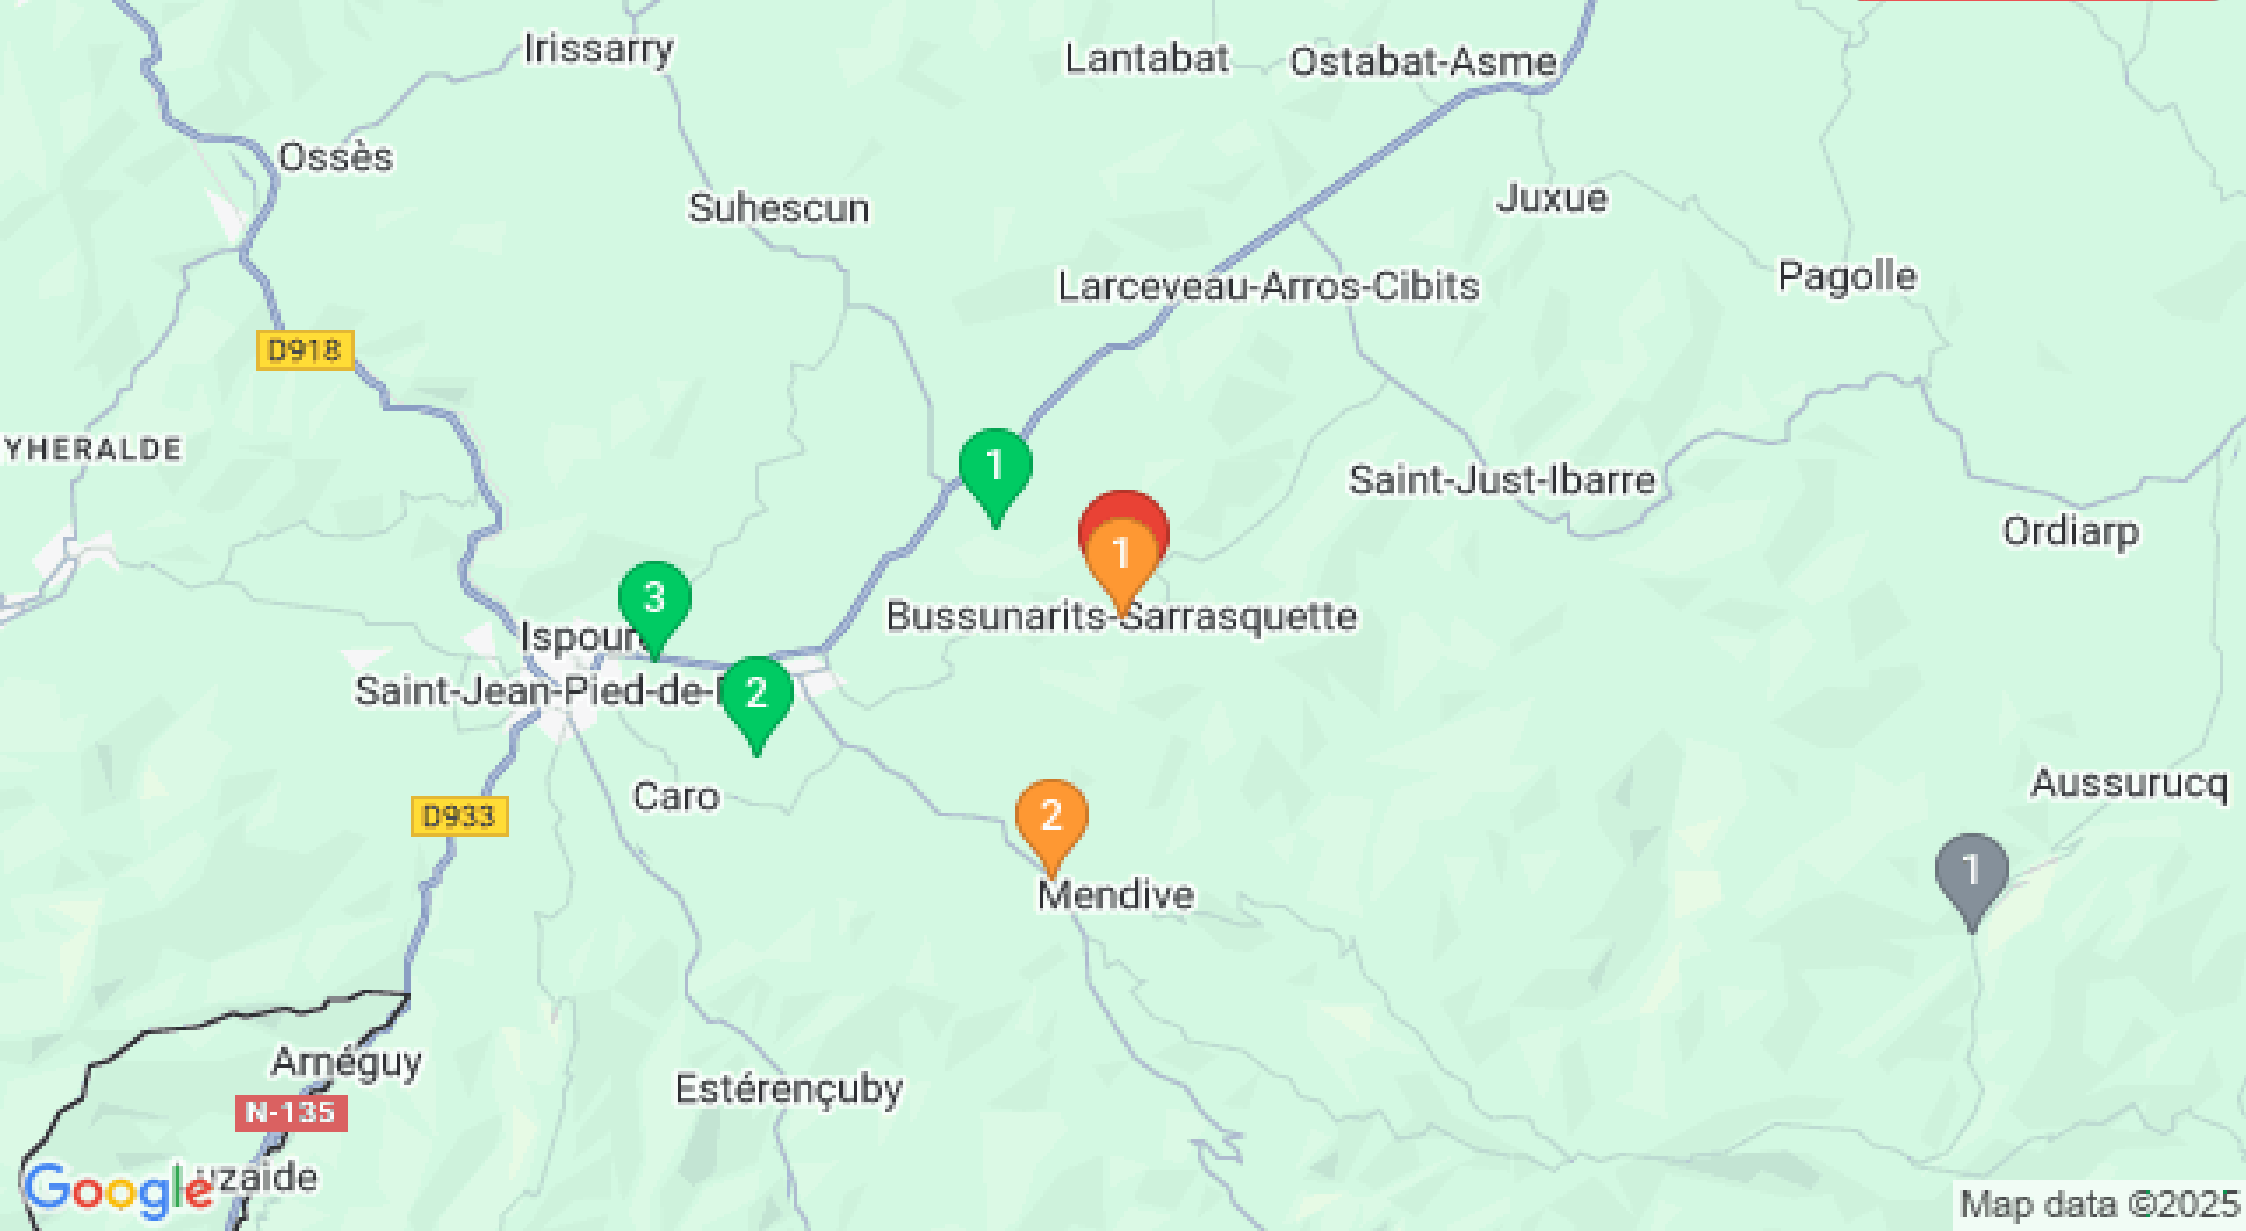 Irissarry
Lantabat
Ostabat-Asme
Ossès
Suhescun
Juxue
Pagolle
Larceveau-Arros-Cibits
D918
YHERALDE
1
Saint-Just-Ibarre
Ordiarp
1
3
Bussunarits-Sarrasquette
Ispour
Saint-Jean-Pied-de-
2
Caro
Aussurucq
D933
2
1
Mendive
Arnéguy
Estérençuby
N-135
Google
zaide
Map data ©2025